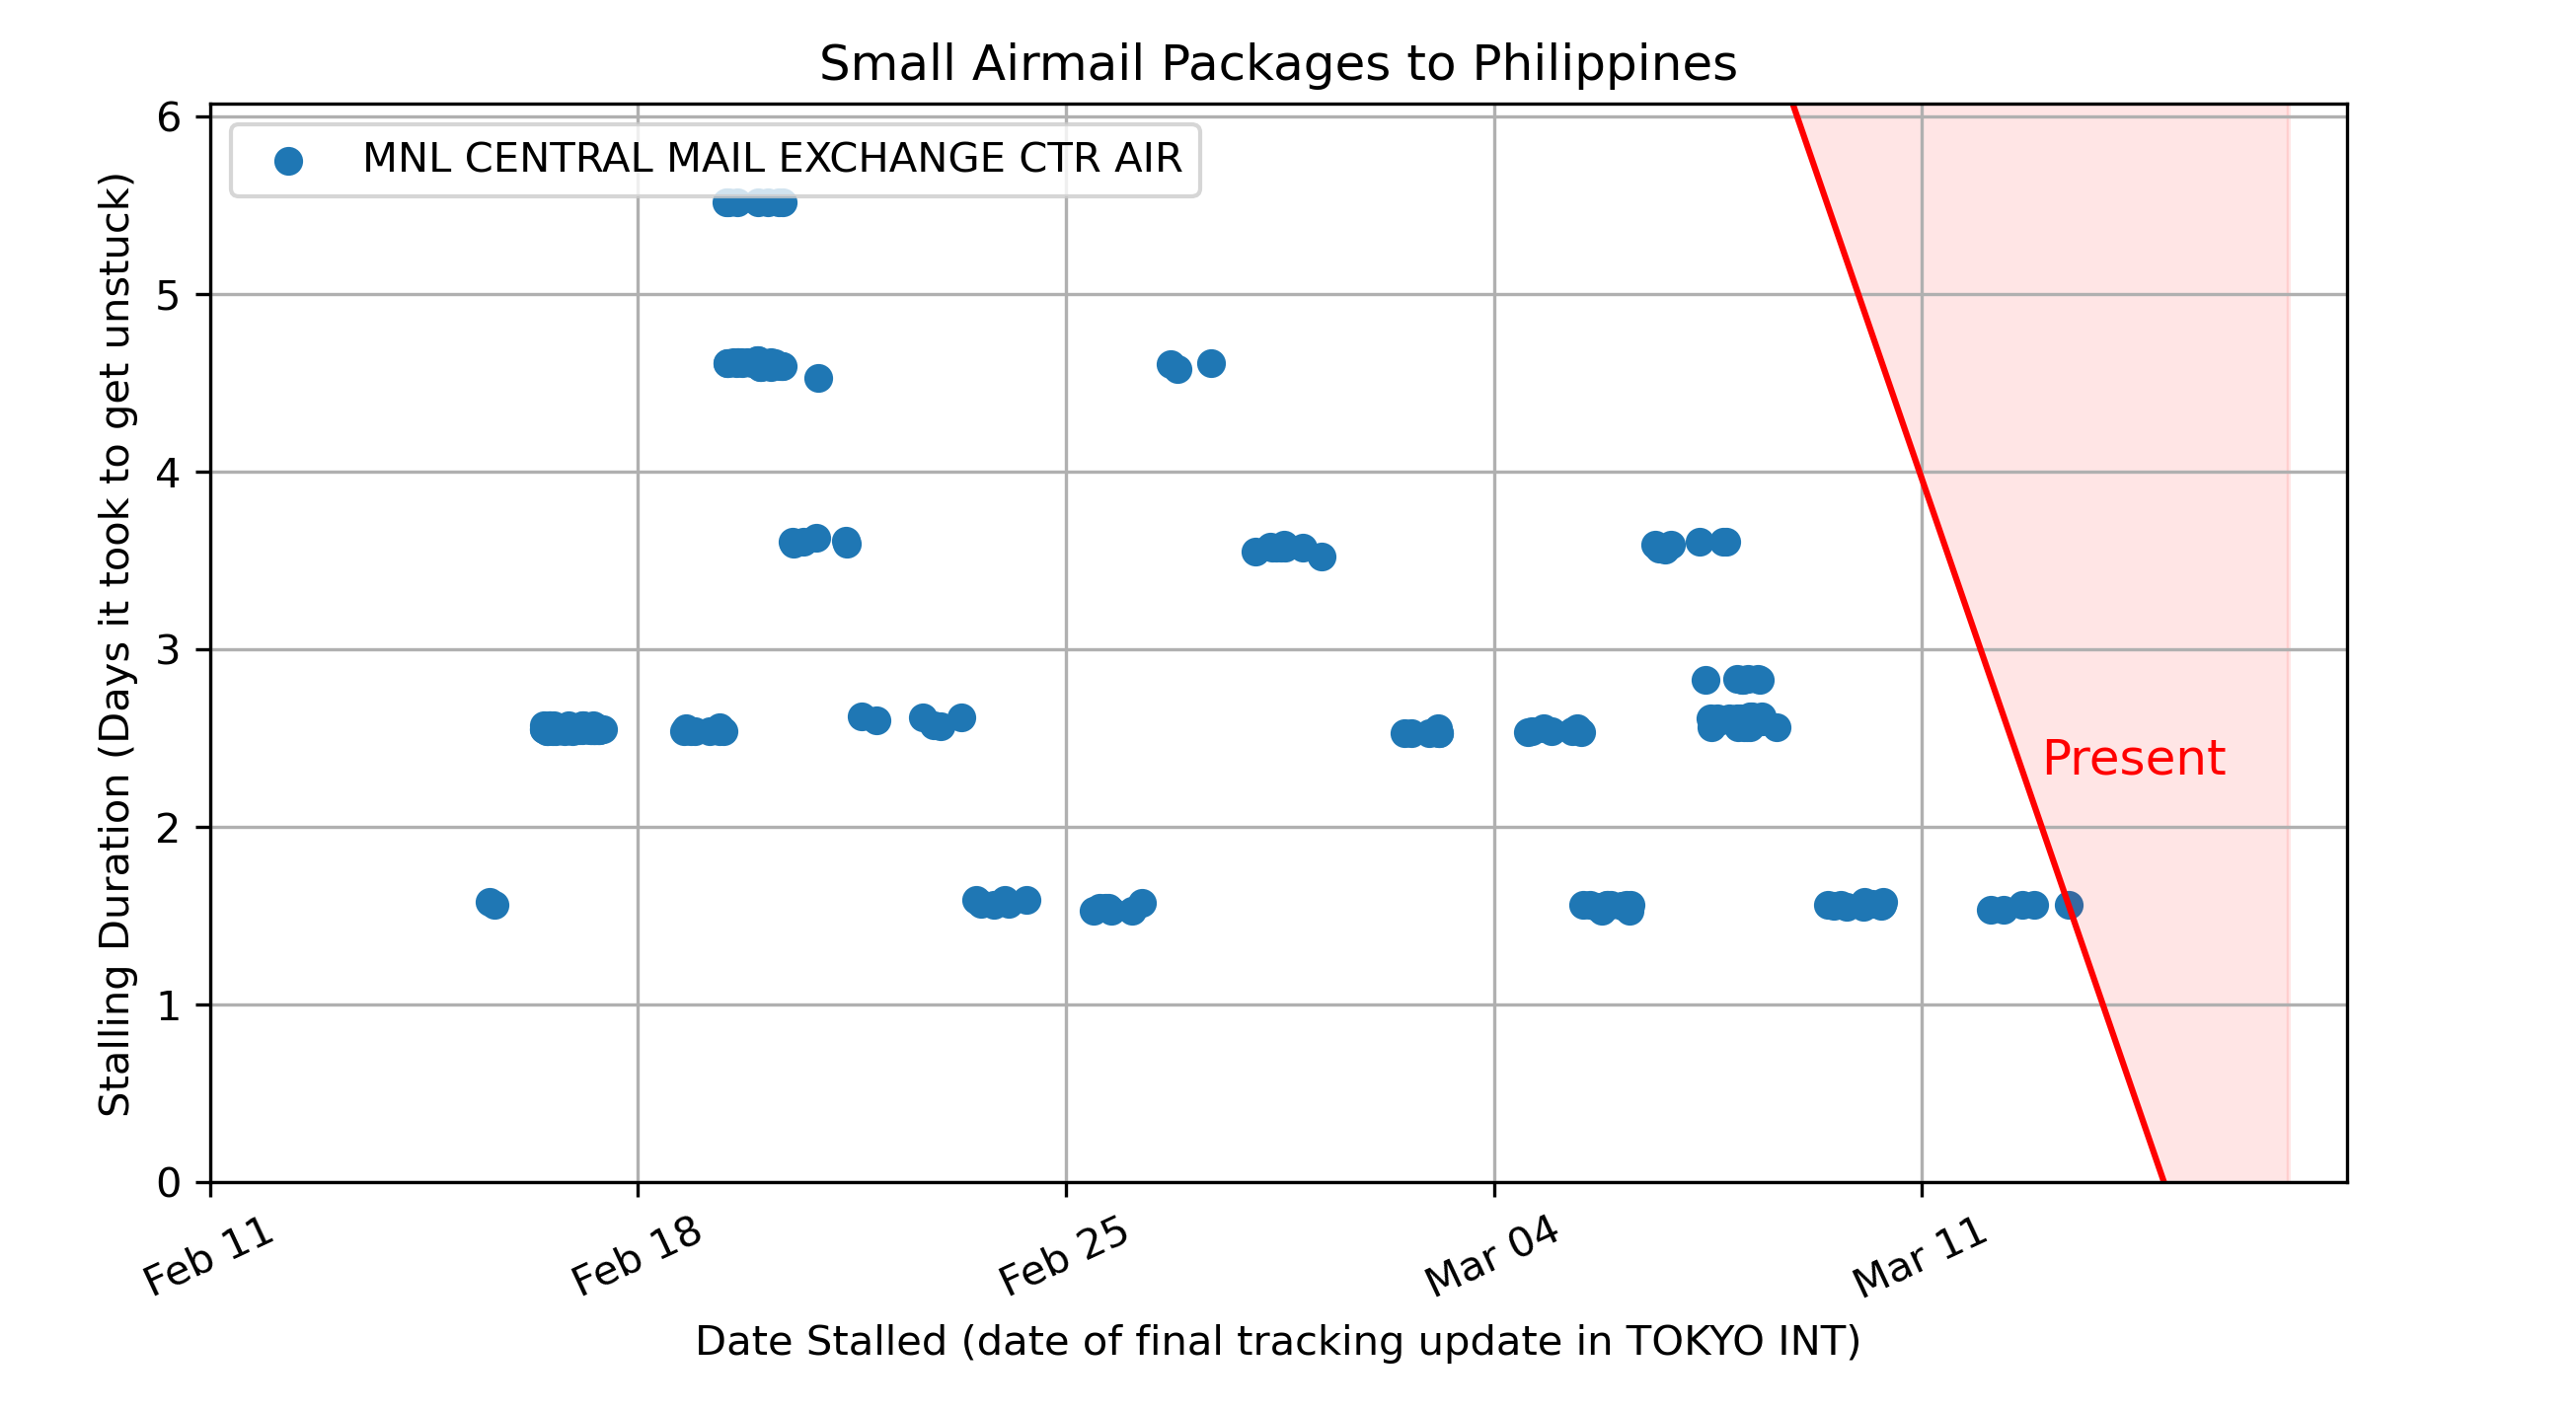 Small Airmail Packages to Philippines
MNL CENTRAL MAIL EXCHANGE CTR AIR
Stalling Duration (Days it took to get unstuck)
6
5
4
3
2
1
0
Present
Feb 11
Feb 18
Feb 25
Mar 04
Mar 11
Date Stalled (date of final tracking update in TOKYO INT)